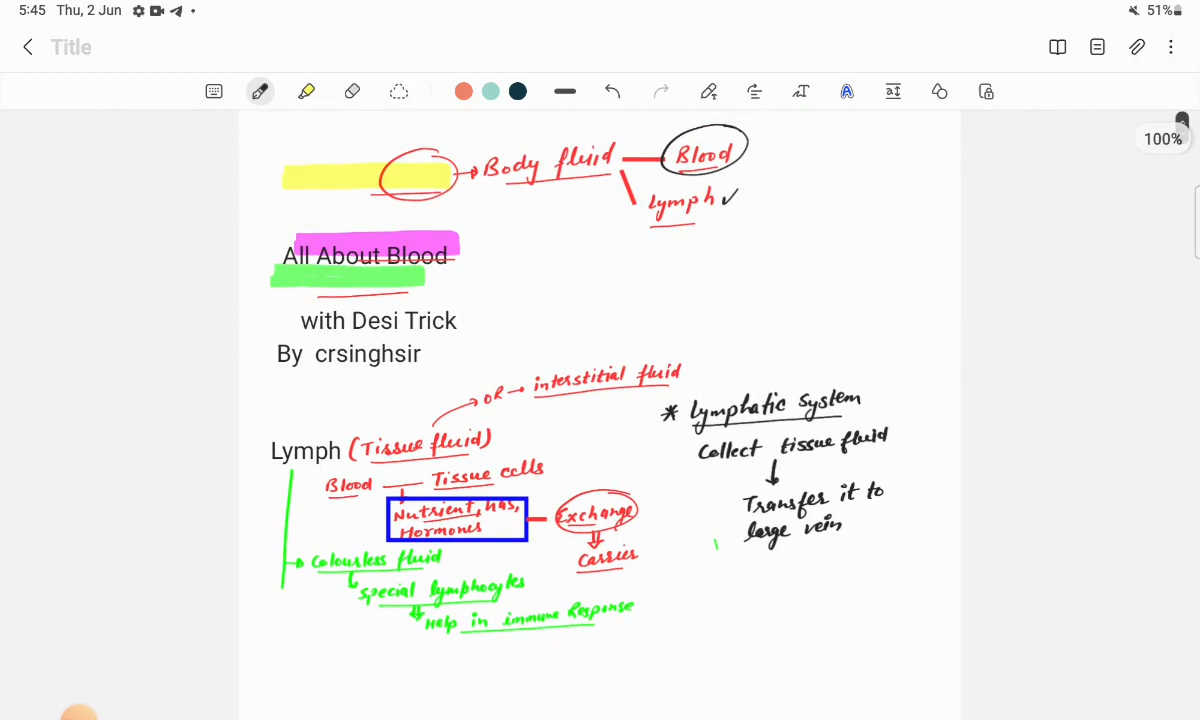 5:45 Thu, 2 Jun
51%
Title
100%
Body fluid Blood
Lymph
All About Blood
with Desi Trick
By crsinghsir
OR interstitial fluid
Lymph (Tissue fluid)
Blood Tissue cells
Nutrient, has,
Hormones
Exchange
Carrier
Colourless fluid
Special lymphocytes
Help in immune Response
* Lymphatic System
Collect tissue fluid
Transfer it to
large vein